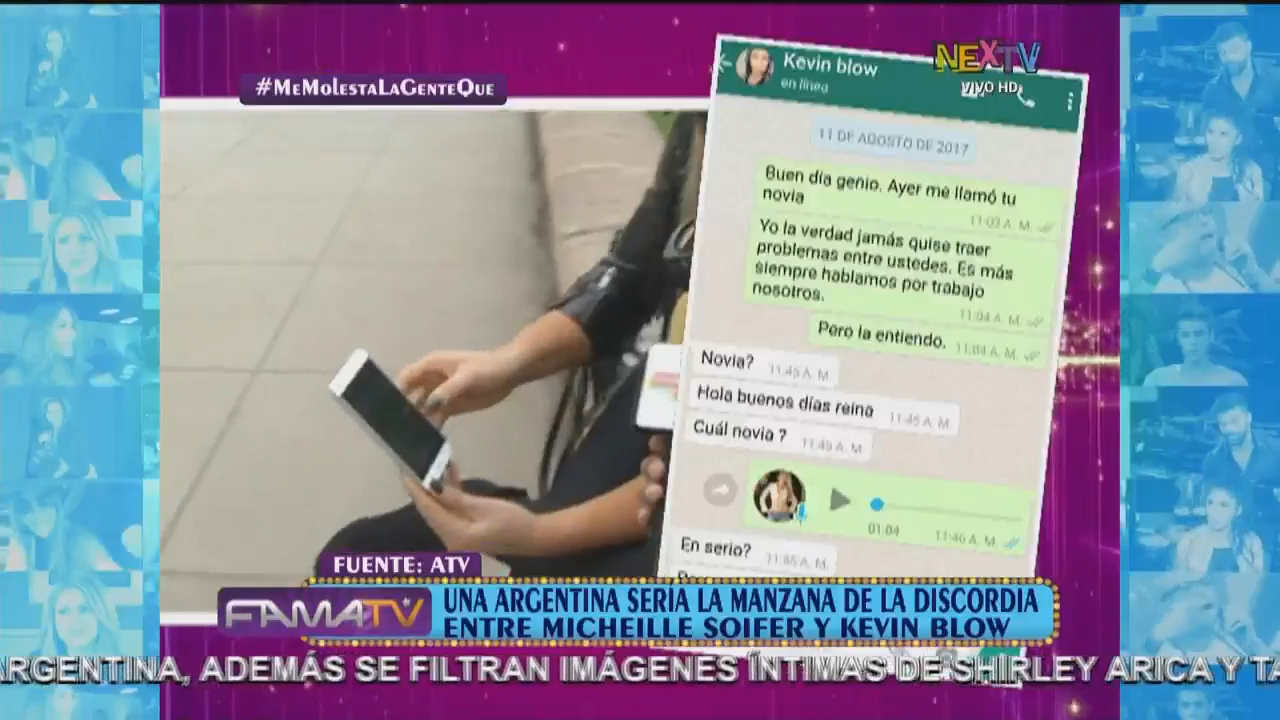 #MeMolestaLaGenteQue
NEXTV
VIVO HD
Kevin blow
en línea
11 DE AGOSTO DE 2017
Buen día genio. Ayer me llamó tu
novia
11:03 A. M.
Yo la verdad jamás quise traer
problemas entre ustedes. Es más
siempre hablamos por trabajo
nosotros.
11:04 A. M.
Pero la entiendo.
Novia?
11:45 A. M.
Hola buenos días reina
11:45 A. M.
Cuál novia ?
11:45 A. M.
01:04
11:46 A. M.
En serio?
FUENTE: ATV
FAMATV
UNA ARGENTINA SERIA LA MANZANA DE LA DISCORDIA
ENTRE MICHEILLE SOIFER Y KEVIN BLOW
ARGENTINA, ADEMÁS SE FILTRAN IMÁGENES ÍNTIMAS DE SHIRLEY ARICA Y TA